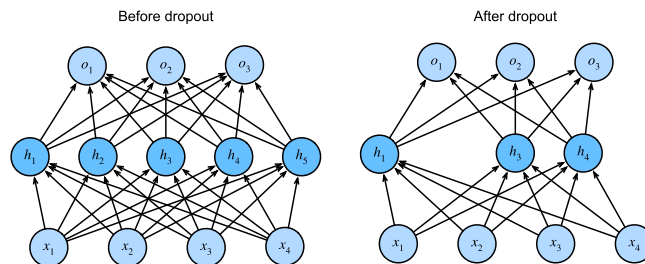 Before dropout
After dropout
o1 o2 o3
o1 o2 o3
h1 h2 h3 h4 h5
h1 h3 h4
x1 x2 x3 x4
x1 x2 x3 x4